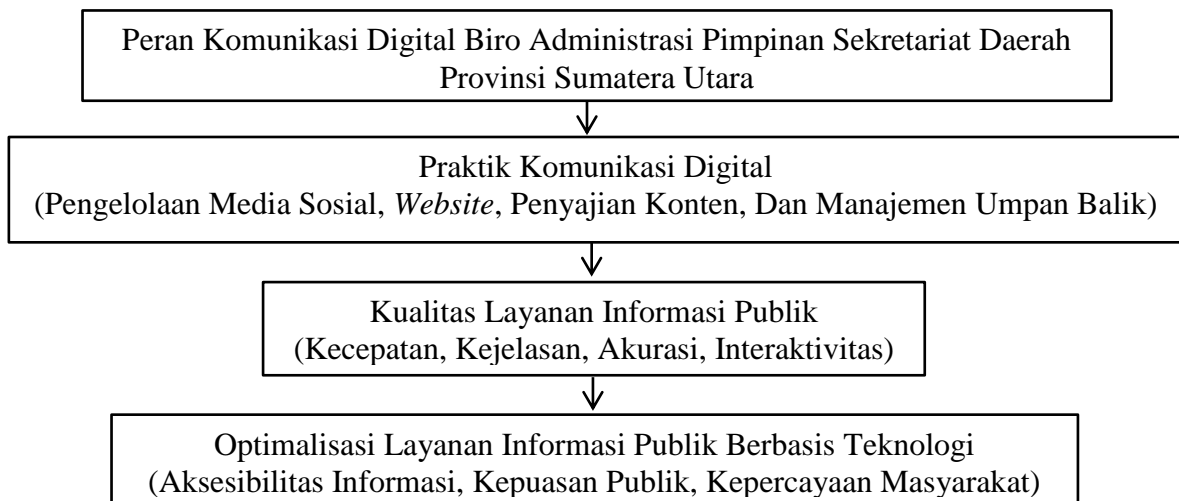 Peran Komunikasi Digital Biro Administrasi Pimpinan Sekretariat Daerah
Provinsi Sumatera Utara
Praktik Komunikasi Digital
(Pengelolaan Media Sosial, Website, Penyajian Konten, Dan Manajemen Umpan Balik)
Kualitas Layanan Informasi Publik
(Kecepatan, Kejelasan, Akurasi, Interaktivitas)
Optimalisasi Layanan Informasi Publik Berbasis Teknologi
(Aksesibilitas Informasi, Kepuasan Publik, Kepercayaan Masyarakat)